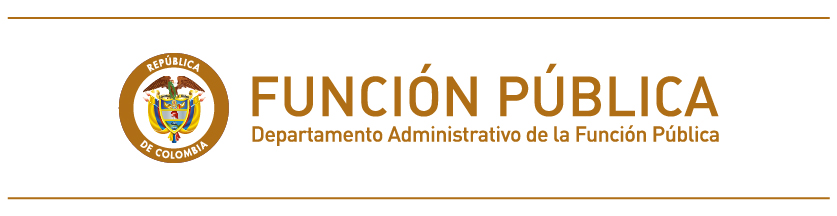 REPÚBLICA
DE COLOMBIA
FUNCIÓN PÚBLICA
Departamento Administrativo de la Función Pública